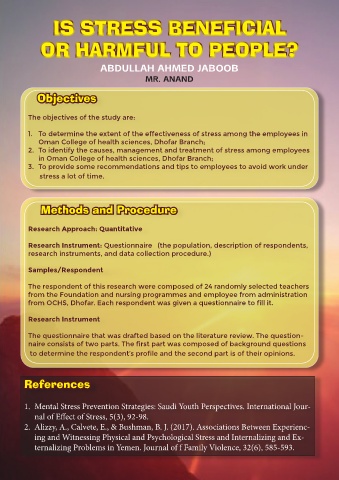 IS STRESS BENEFICIAL
OR HARMFUL TO PEOPLE?
ABDULLAH AHMED JABOOB
MR. ANAND
Objectives
The objectives of the study are:
1. To determine the extent of the effectiveness of stress among the employees in
Oman College of health sciences, Dhofar Branch;
2. To identify the causes, management and treatment of stress among employees
in Oman College of health sciences, Dhofar Branch;
3. To provide some recommendations and tips to employees to avoid work under
stress a lot of time.
Methods and Procedure
Research Approach: Quantitative
Research Instrument: Questionnaire (the population, description of respondents,
research instruments, and data collection procedure.)
Samples/Respondent
The respondent of this research were composed of 24 randomly selected teachers
from the Foundation and nursing programmes and employee from administration
from OCHS, Dhofar. Each respondent was given a questionnaire to fill it.
Research Instrument
The questionnaire that was drafted based on the literature review. The question-
naire consists of two parts. The first part was composed of background questions
to determine the respondent's profile and the second part is of their opinions.
References
1. Mental Stress Prevention Strategies: Saudi Youth Perspectives. International Jour-
nal of Effect of Stress, 5(3), 92-98.
2. Alizzy, A., Calvete, E., & Bushman, B. J. (2017). Associations Between Experienc-
ing and Witnessing Physical and Psychological Stress and Internalizing and Ex-
ternalizing Problems in Yemen. Journal of f Family Violence, 32(6), 585-593.